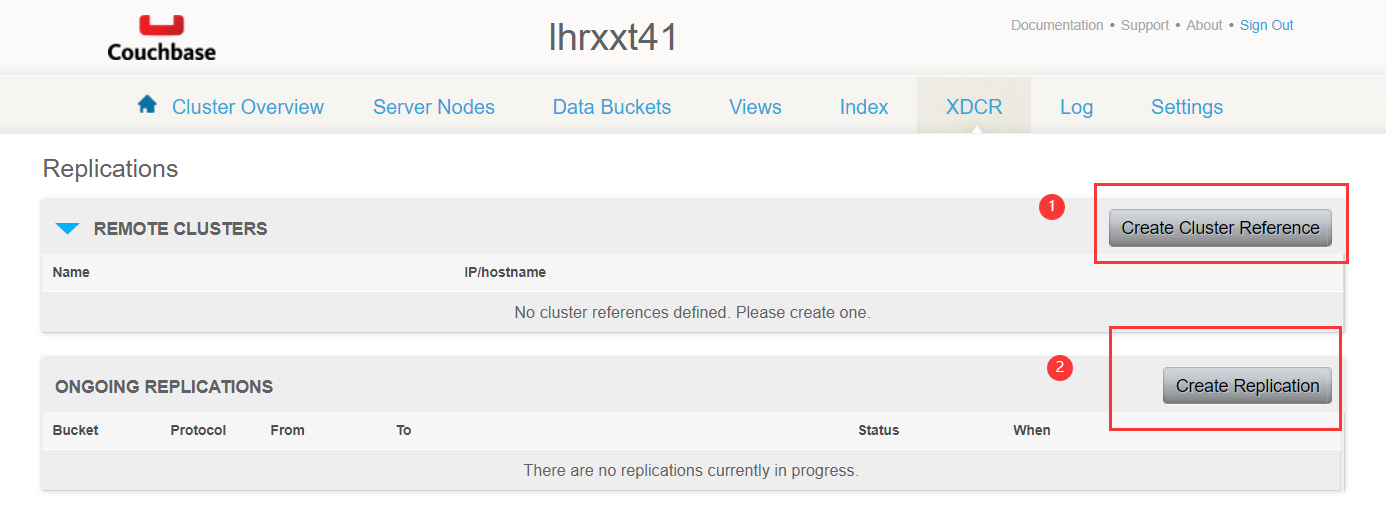 Couchbase
lhrxxt41
Documentation • Support • About • Sign Out
Cluster Overview Server Nodes Data Buckets Views Index XDCR Log Settings
Replications
1
REMOTE CLUSTERS Create Cluster Reference
Name IP/hostname
No cluster references defined. Please create one.
2
ONGOING REPLICATIONS Create Replication
Bucket Protocol From To Status When
There are no replications currently in progress.